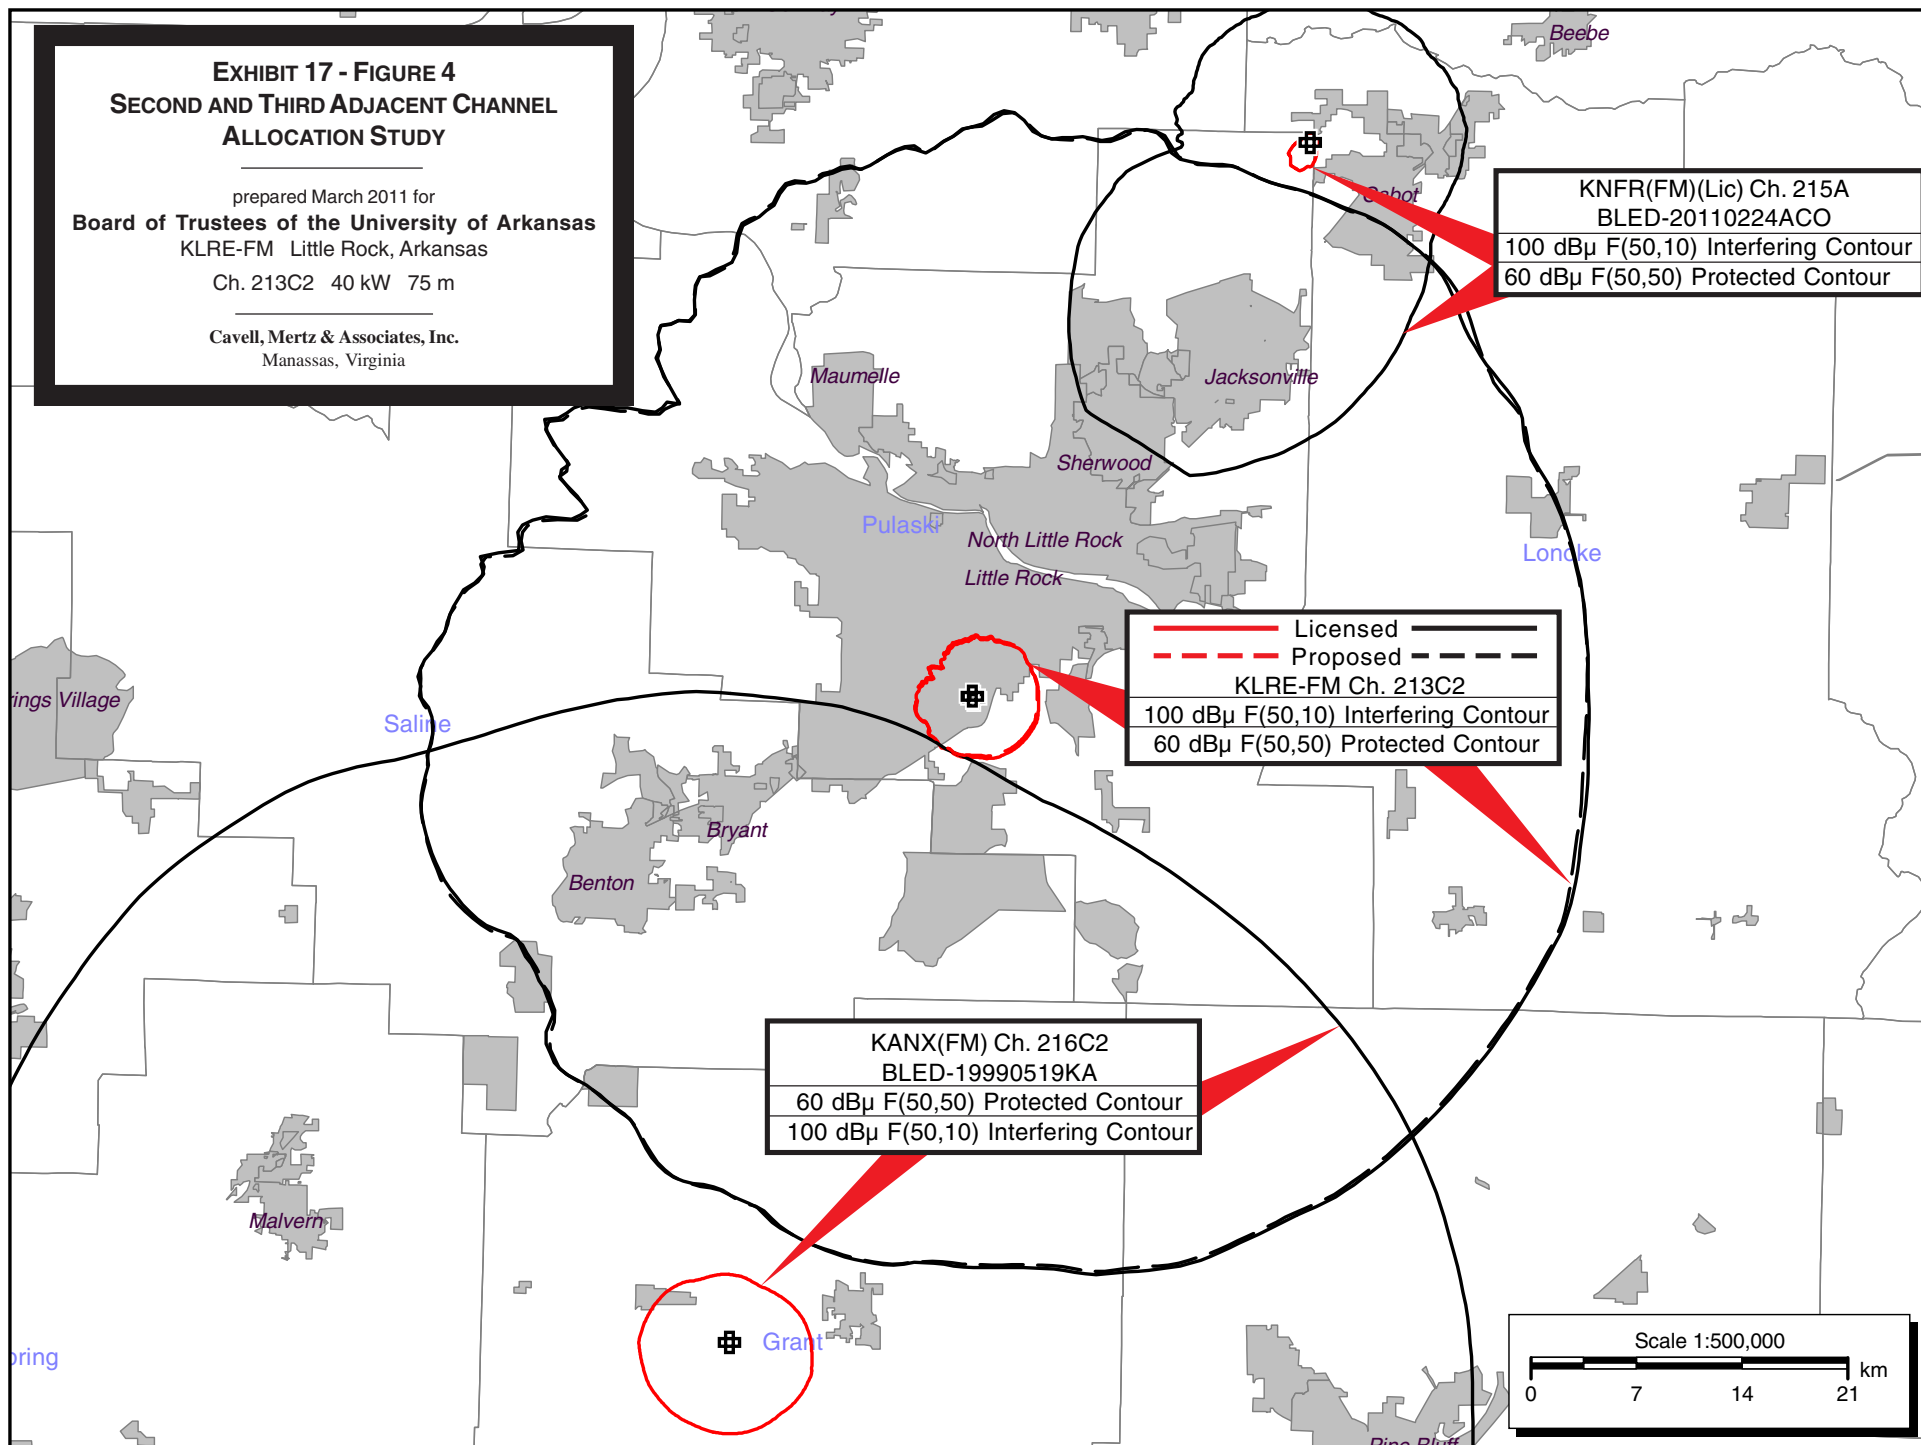 EXHIBIT 17 - FIGURE 4
SECOND AND THIRD ADJACENT CHANNEL
ALLOCATION STUDY
prepared March 2011 for
Board of Trustees of the University of Arkansas
KLRE-FM Little Rock, Arkansas
Ch. 213C2 40 kW 75 m
Cavell, Mertz & Associates, Inc.
Manassas, Virginia
Beebe
Cabot
KNFR(FM)(Lic) Ch. 215A
BLED-20110224ACO
100 dBµ F(50,10) Interfering Contour
60 dBµ F(50,50) Protected Contour
Maumelle
Jacksonville
Sherwood
Pulaski
North Little Rock
Little Rock
Lonoke
Licensed
Proposed
KLRE-FM Ch. 213C2
100 dBµ F(50,10) Interfering Contour
60 dBµ F(50,50) Protected Contour
rings Village
Saline
Bryant
Benton
KANX(FM) Ch. 216C2
BLED-19990519KA
60 dBµ F(50,50) Protected Contour
100 dBµ F(50,10) Interfering Contour
Malvern
Grant
pring
Scale 1:500,000
km
0 7 14 21
Pine Bluff